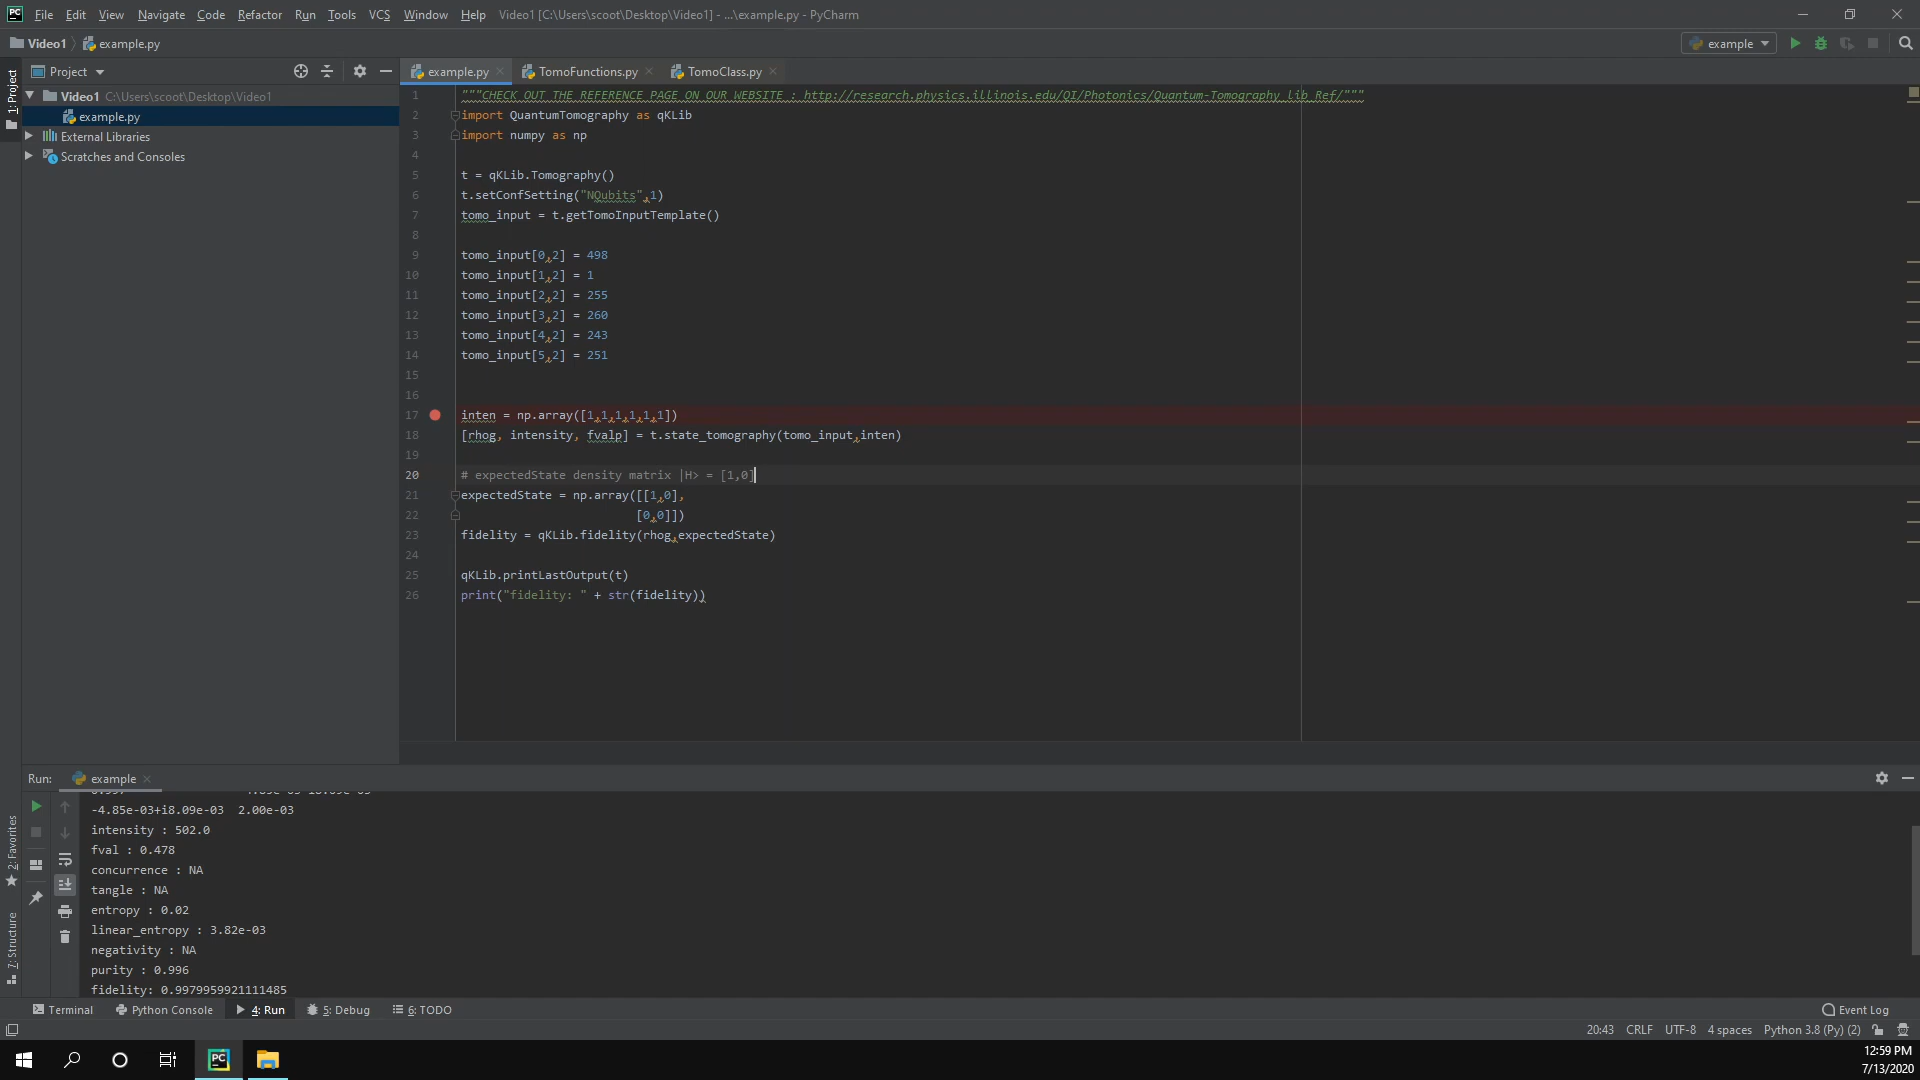 PC File Edit View Navigate Code Refactor Run Tools VCS Window Help Video1 [C:\Users\scoot\Desktop\Video1] - ...\example.py - PyCharm
Video1 example.py example
1: Project
Project example.py TomoFunctions.py TomoClass.py
Video1 C:\Users\scoot\Desktop\Video1
example.py
External Libraries
Scratches and Consoles
1 """CHECK OUT THE REFERENCE PAGE ON OUR WEBSITE : http://research.physics.illinois.edu/QI/Photonics/Quantum-Tomography_lib_Ref/"""
2 import QuantumTomography as qKLib
3 import numpy as np
4
5 t = qKLib.Tomography()
6 t.setConfSetting("NQubits",1)
7 tomo_input = t.getTomoInputTemplate()
8
9 tomo_input[0,2] = 498
10 tomo_input[1,2] = 1
11 tomo_input[2,2] = 255
12 tomo_input[3,2] = 260
13 tomo_input[4,2] = 243
14 tomo_input[5,2] = 251
15
16
17 inten = np.array([1,1,1,1,1,1])
18 [rhog, intensity, fvalp] = t.state_tomography(tomo_input,inten)
19
20 # expectedState density matrix |H> = [1,0]
21 expectedState = np.array([[1,0],
22 [0,0]])
23 fidelity = qKLib.fidelity(rhog,expectedState)
24
25 qKLib.printLastOutput(t)
26 print("fidelity: " + str(fidelity))
Run: example
-4.85e-03+i8.09e-03 2.00e-03
intensity : 502.0
fval : 0.478
concurrence : NA
tangle : NA
entropy : 0.02
linear_entropy : 3.82e-03
negativity : NA
purity : 0.996
fidelity: 0.9979959921111485
2: Favorites
7: Structure
Terminal Python Console 4: Run 5: Debug 6: TODO Event Log
20:43 CRLF UTF-8 4 spaces Python 3.8 (Py) (2)
PC
12:59 PM
7/13/2020